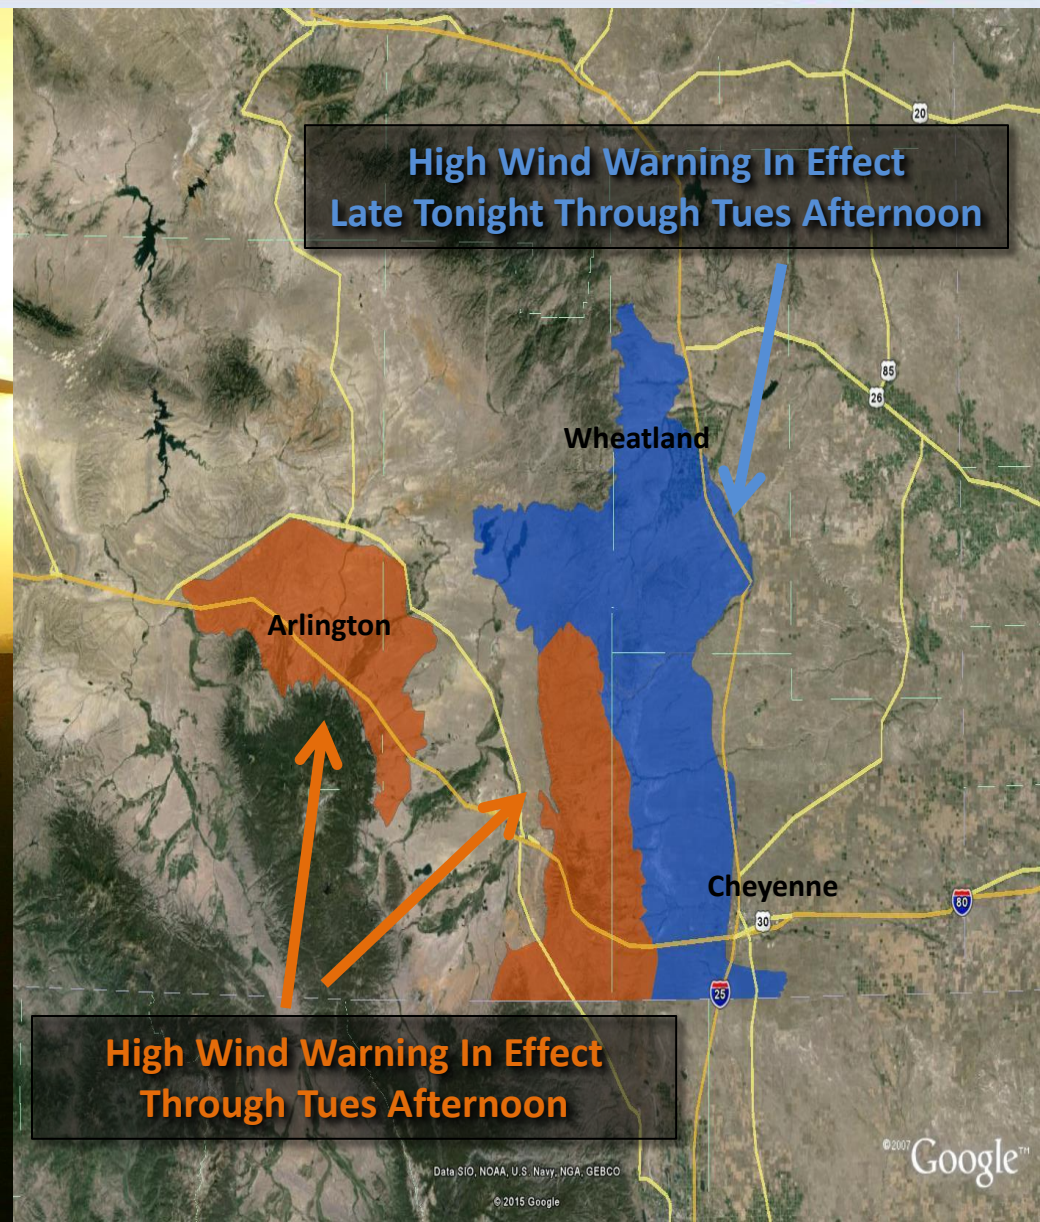 20
High Wind Warning In Effect
Late Tonight Through Tues Afternoon
85
26
Wheatland
Arlington
Cheyenne
80
30
25
High Wind Warning In Effect
Through Tues Afternoon
©2007 Google™
Data SIO, NOAA, U.S. Navy, NGA, GEBCO
© 2015 Google